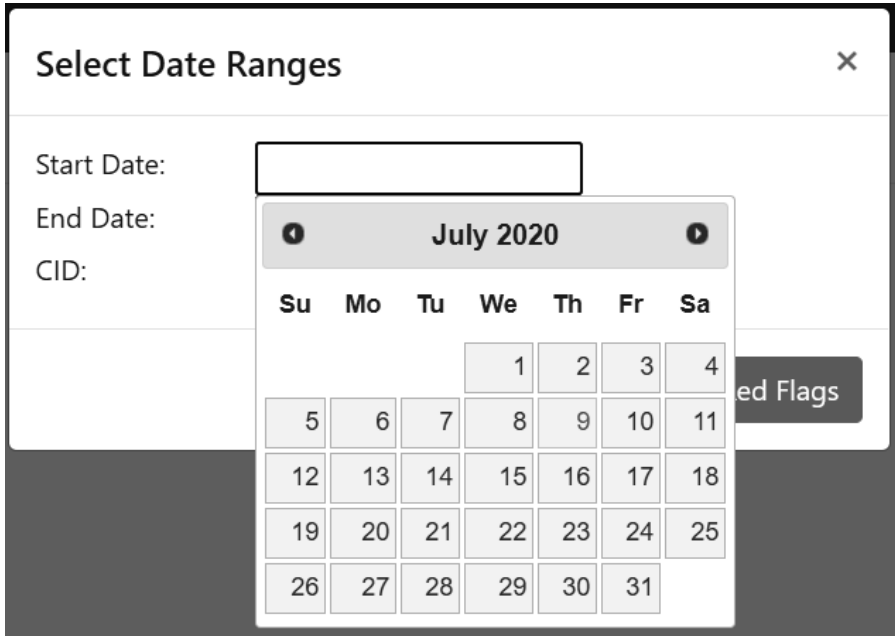 Select Date Ranges ×
Start Date:
End Date:
CID:
July 2020
Su Mo Tu We Th Fr Sa
1 2 3 4
5 6 7 8 9 10 11
12 13 14 15 16 17 18
19 20 21 22 23 24 25
26 27 28 29 30 31
Flags